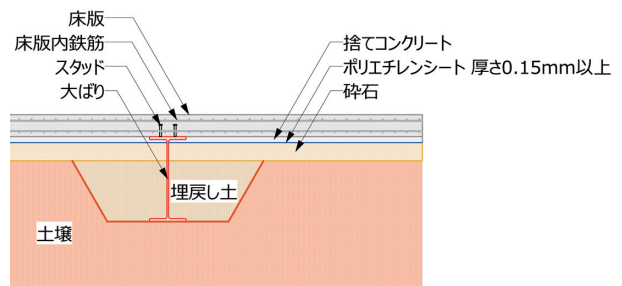 床版
床版内鉄筋
スタッド
大ばり
捨てコンクリート
ポリエチレンシート 厚さ0.15mm以上
砕石
埋戻し土
土壌